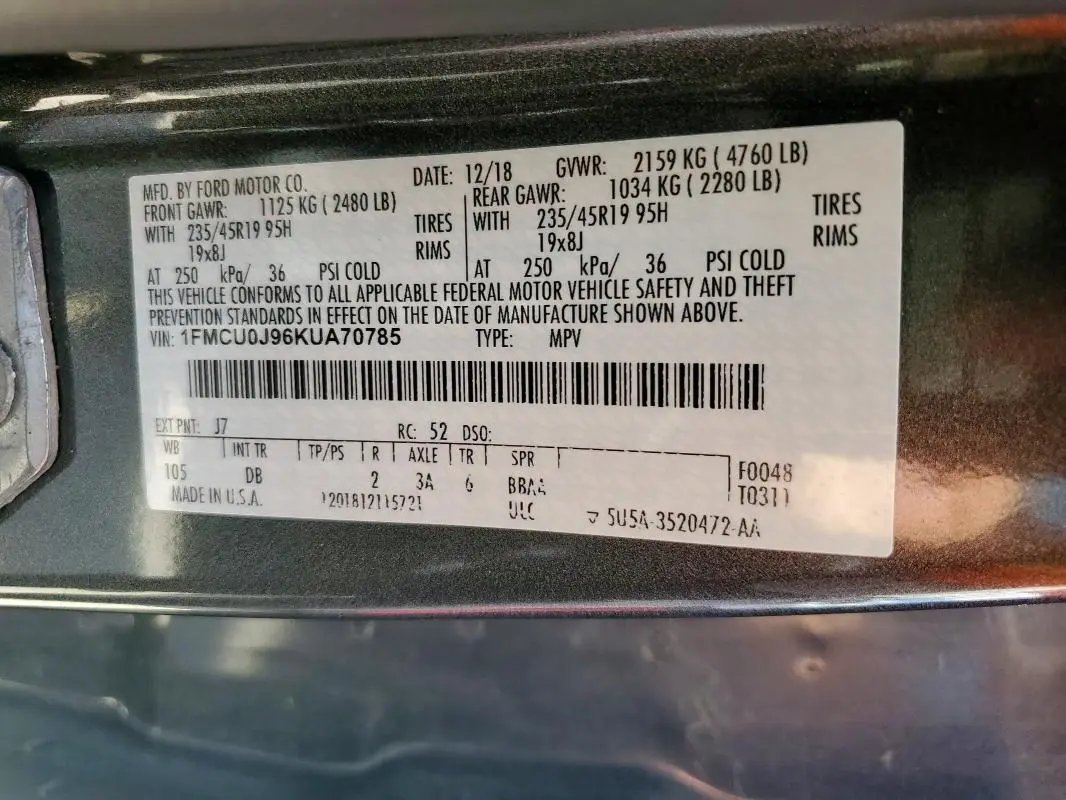 MFD. BY FORD MOTOR CO. DATE: 12/18 GVWR: 2159 KG ( 4760 LB)
FRONT GAWR: 1125 KG ( 2480 LB) REAR GAWR: 1034 KG ( 2280 LB)
WITH 235/45R19 95H TIRES WITH 235/45R19 95H TIRES
19x8J RIMS 19x8J RIMS
AT 250 kPa/ 36 PSI COLD AT 250 kPa/ 36 PSI COLD
THIS VEHICLE CONFORMS TO ALL APPLICABLE FEDERAL MOTOR VEHICLE SAFETY AND THEFT
PREVENTION STANDARDS IN EFFECT ON THE DATE OF MANUFACTURE SHOWN ABOVE.
VIN: 1FMCU0J96KUA70785 TYPE: MPV
EXT PNT: J7 RC: 52 DSO:
WB INT TR TP/PS R AXLE TR SPR
105 DB 2 3A 6 BBAA F0048
MADE IN U.S.A. T0311
5U5A-3520472-AA